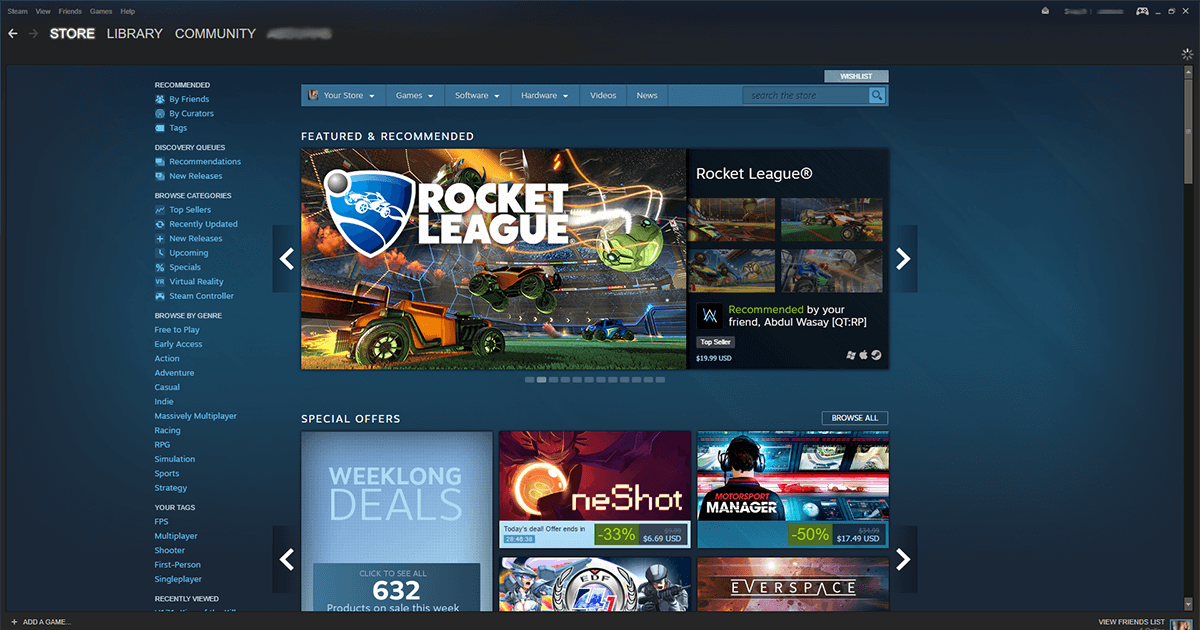 Steam View Friends Games Help
STORE LIBRARY COMMUNITY
WISHLIST
Your Store Games Software Hardware Videos News search the store
RECOMMENDED
By Friends
By Curators
Tags
DISCOVERY QUEUES
Recommendations
New Releases
BROWSE CATEGORIES
Top Sellers
Recently Updated
New Releases
Upcoming
Specials
VR Virtual Reality
Steam Controller
BROWSE BY GENRE
Free to Play
Early Access
Action
Adventure
Casual
Indie
Massively Multiplayer
Racing
RPG
Simulation
Sports
Strategy
YOUR TAGS
FPS
Multiplayer
Shooter
First-Person
Singleplayer
RECENTLY VIEWED
FEATURED & RECOMMENDED
ROCKET
LEAGUE®
Rocket League®
Recommended by your
friend, Abdul Wasay [QT:RP]
Top Seller
$19.99 USD
SPECIAL OFFERS
BROWSE ALL
WEEKLONG
DEALS
CLICK TO SEE ALL
632
Products on sale this week
neShot
Today's deal! Offer ends in
28:46:38
-33%
$9.99
$6.69 USD
MOTORSPORT
MANAGER
-50%
$34.99
$17.49 USD
EDF
4.1
EVERSPACE
+ ADD A GAME...
VIEW FRIENDS LIST